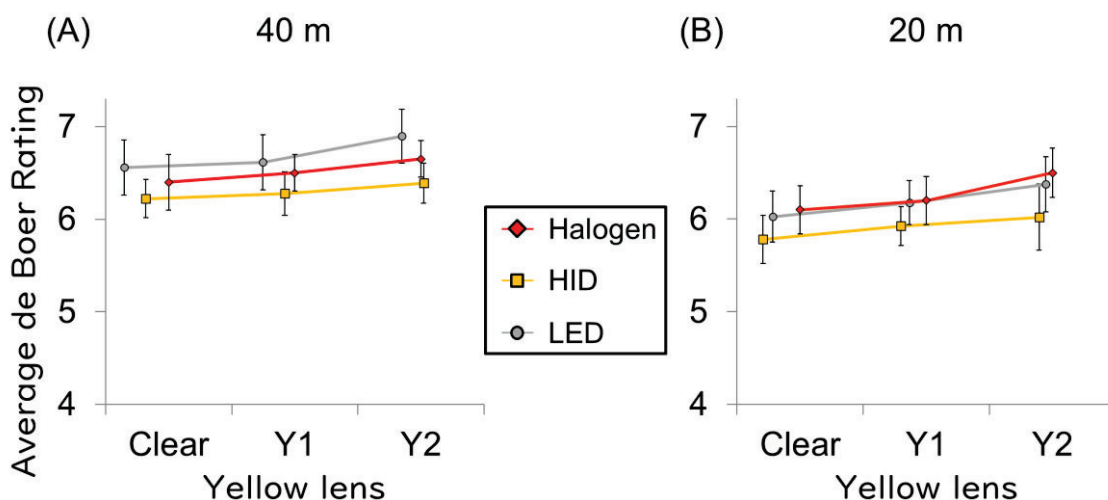 (A) 40 m
(B) 20 m
Average de Boer Rating
7
6
5
4
Clear Y1 Y2
Yellow lens
Halogen
HID
LED
7
6
5
4
Clear Y1 Y2
Yellow lens